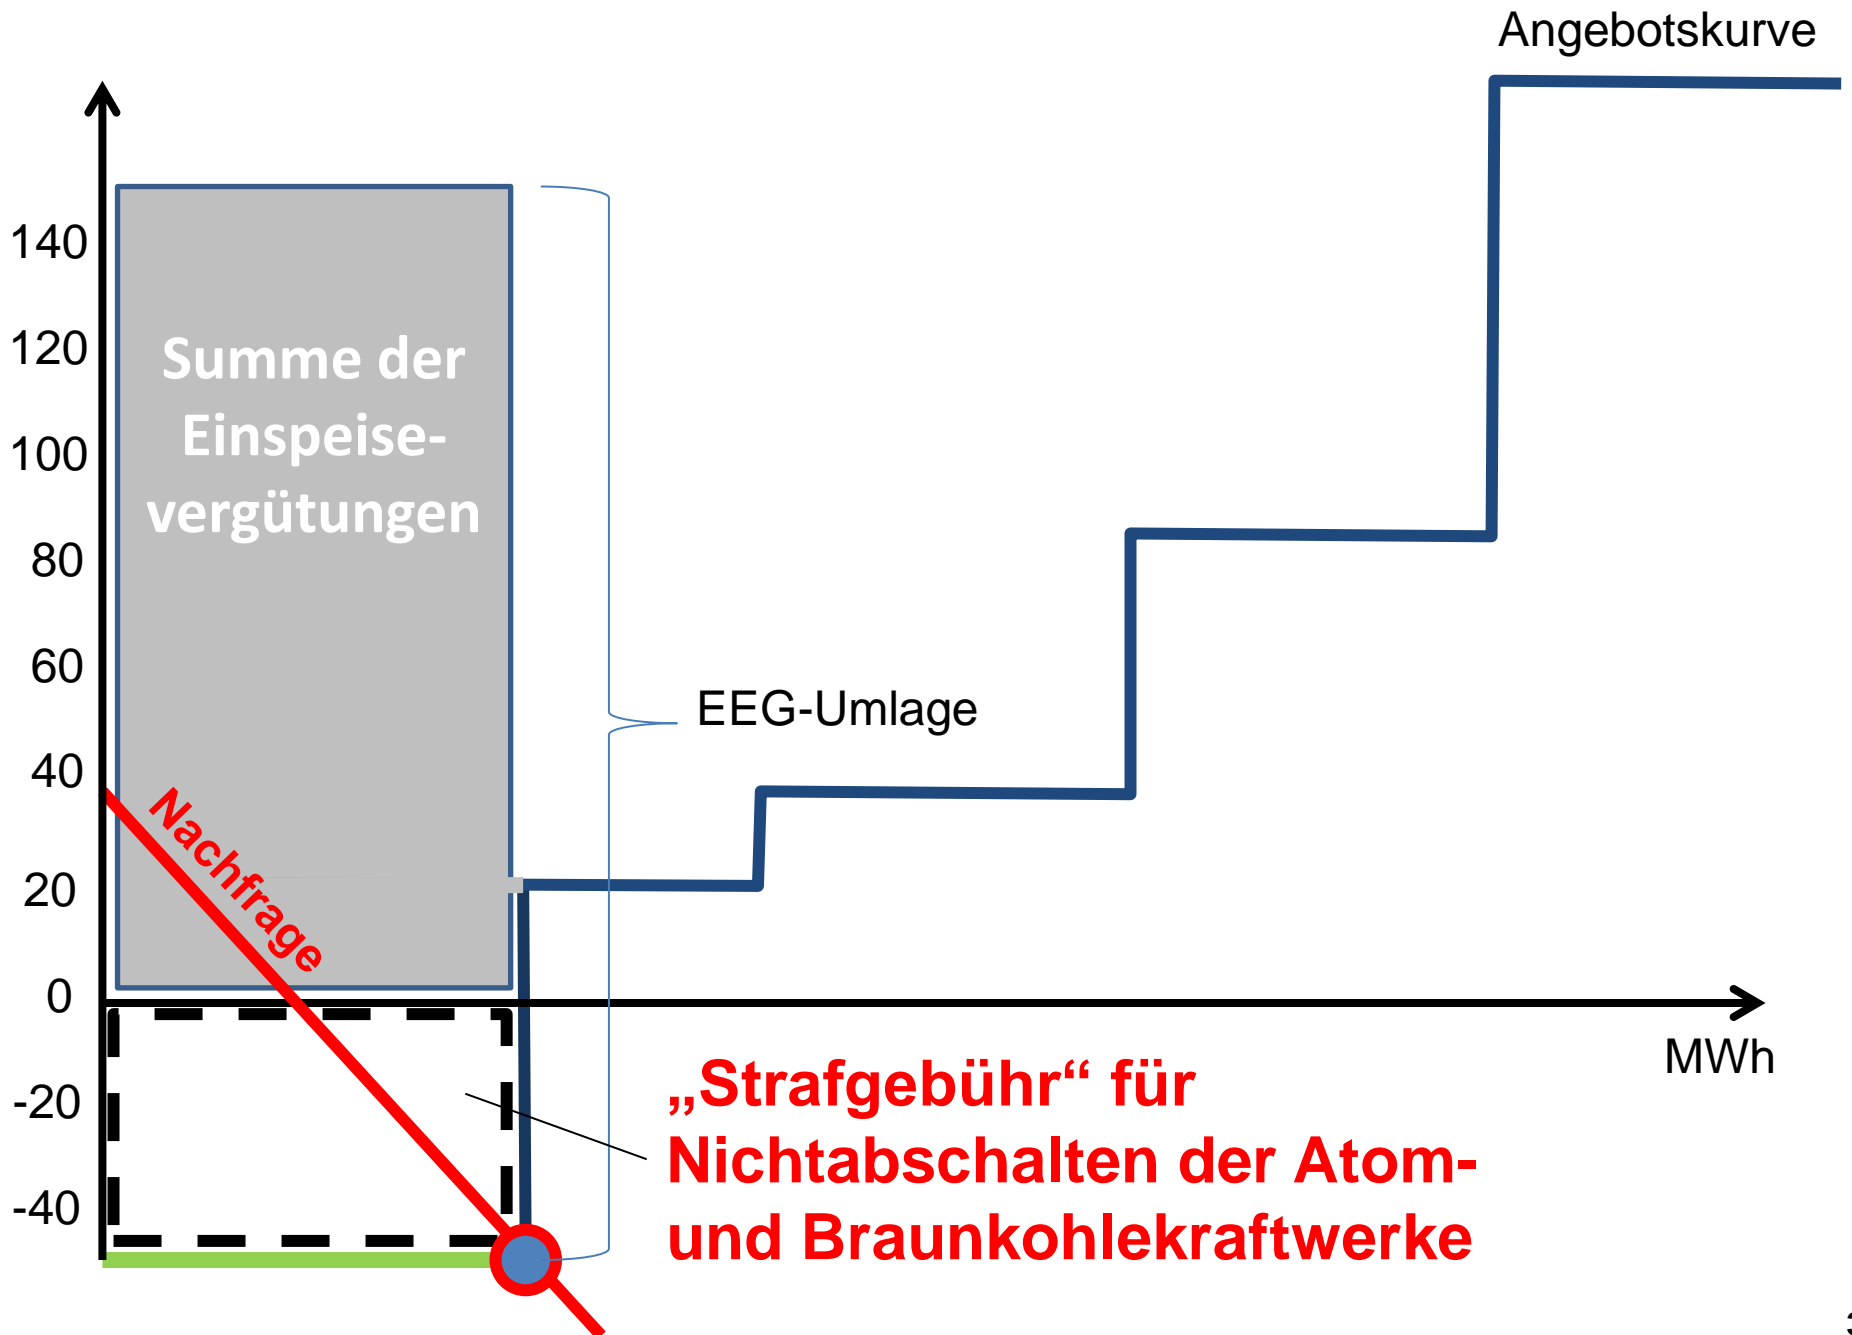 Angebotskurve
140
120
100
80
60
40
20
0
-20
-40
Summe der
Einspeise-
vergütungen
Nachfrage
EEG-Umlage
MWh
„Strafgebühr“ für
Nichtabschalten der Atom-
und Braunkohlekraftwerke